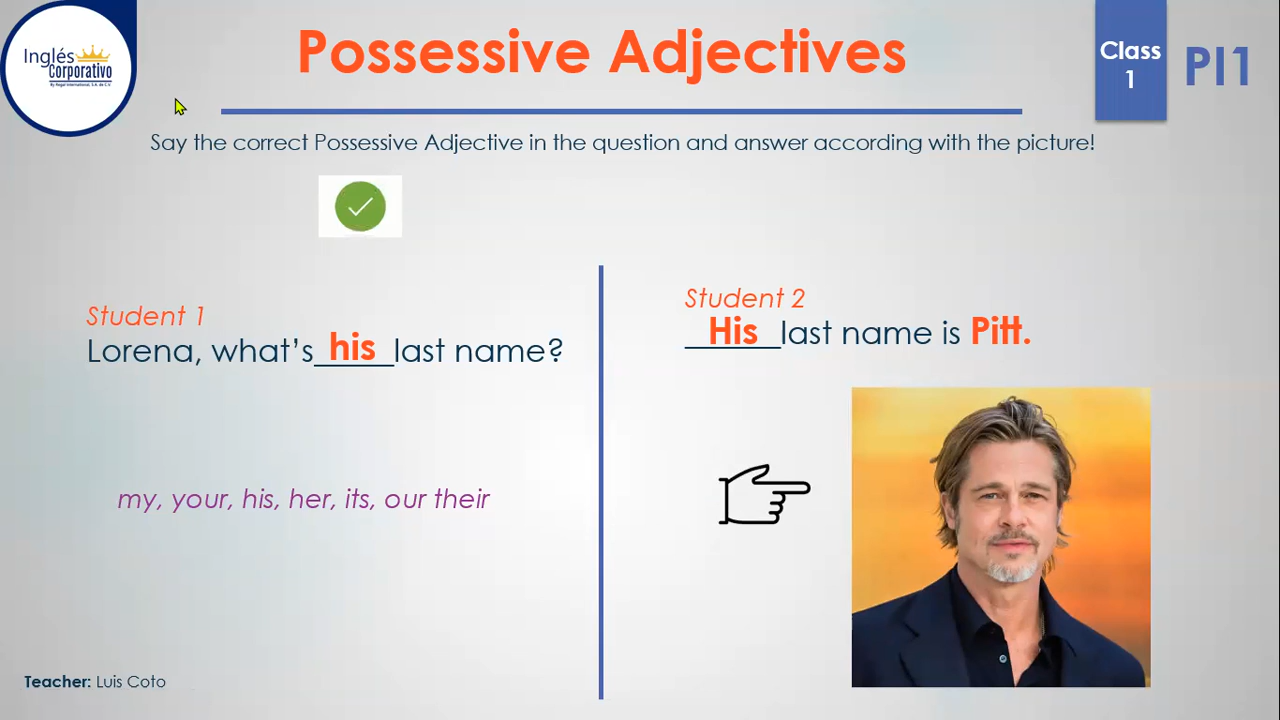 Inglés
Corporativo
Possessive Adjectives
Class
1
PI1
Say the correct Possessive Adjective in the question and answer according with the picture!
Student 1
Lorena, what's his last name?
my, your, his, her, its, our their
Student 2
His last name is Pitt.
Teacher: Luis Coto